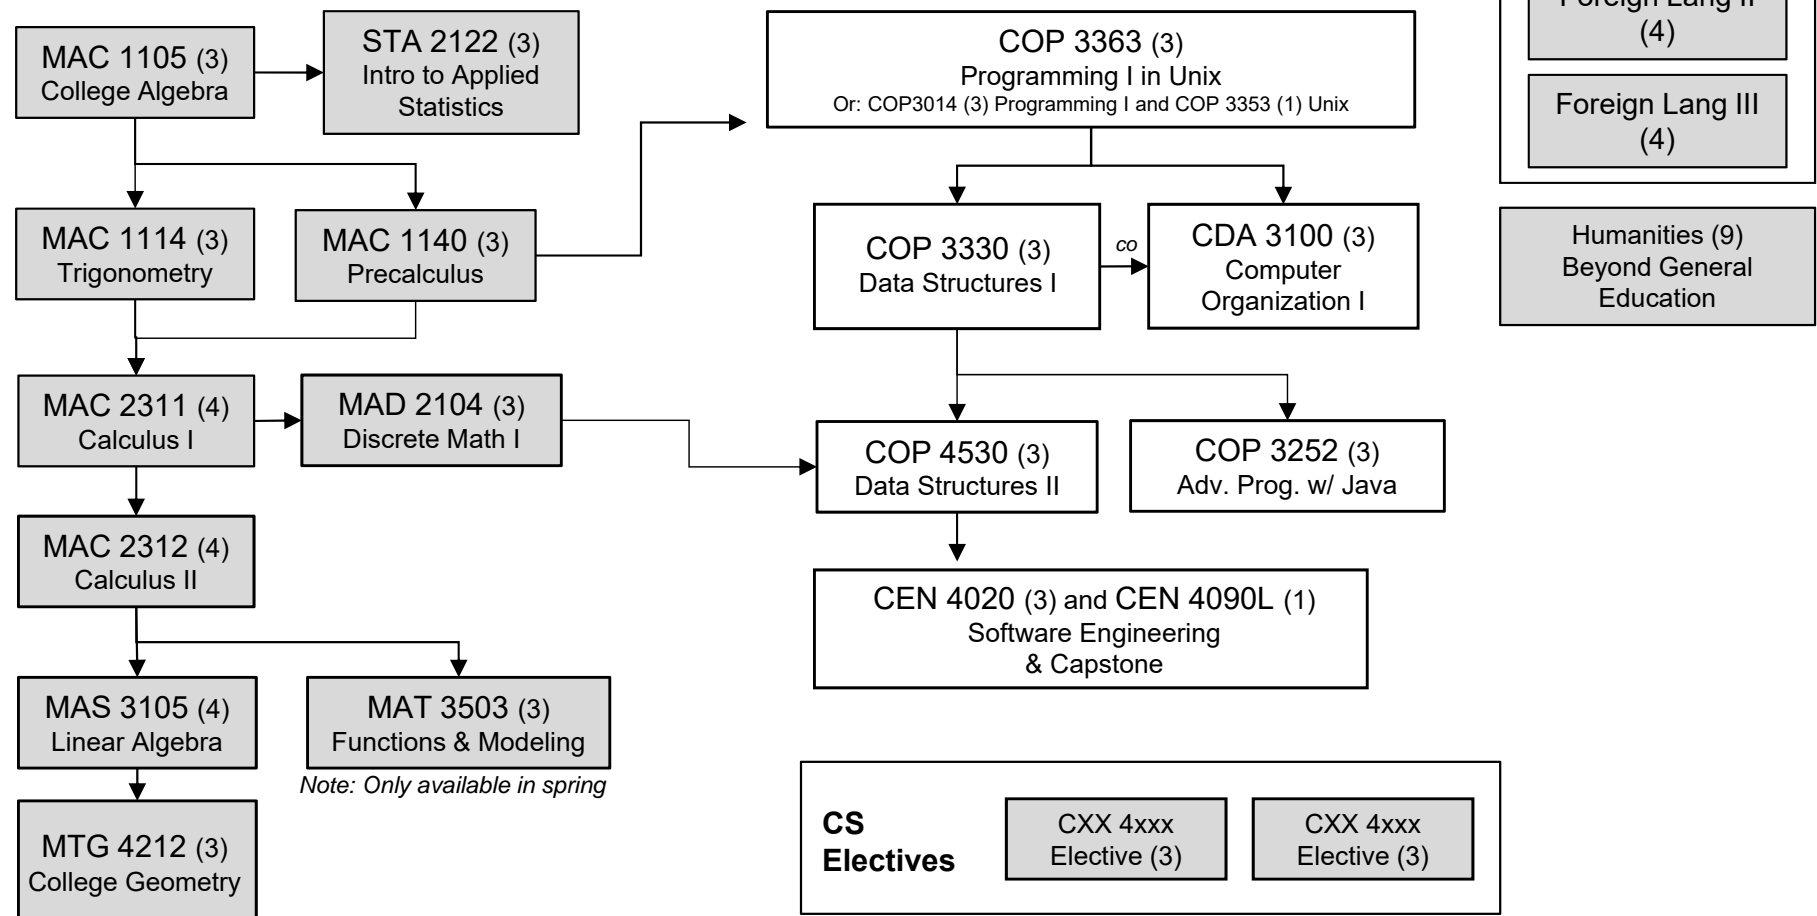 MAC 1105 (3)
College Algebra
STA 2122 (3)
Intro to Applied
Statistics
COP 3363 (3)
Programming I in Unix
Or: COP3014 (3) Programming I and COP 3353 (1) Unix
Foreign Lang II
(4)
Foreign Lang III
(4)
MAC 1114 (3)
Trigonometry
MAC 1140 (3)
Precalculus
COP 3330 (3)
Data Structures I
co
CDA 3100 (3)
Computer
Organization I
Humanities (9)
Beyond General
Education
MAC 2311 (4)
Calculus I
MAD 2104 (3)
Discrete Math I
COP 4530 (3)
Data Structures II
COP 3252 (3)
Adv. Prog. w/ Java
MAC 2312 (4)
Calculus II
CEN 4020 (3) and CEN 4090L (1)
Software Engineering
& Capstone
MAS 3105 (4)
Linear Algebra
MAT 3503 (3)
Functions & Modeling
Note: Only available in spring
MTG 4212 (3)
College Geometry
CS
Electives
CXX 4xxx
Elective (3)
CXX 4xxx
Elective (3)